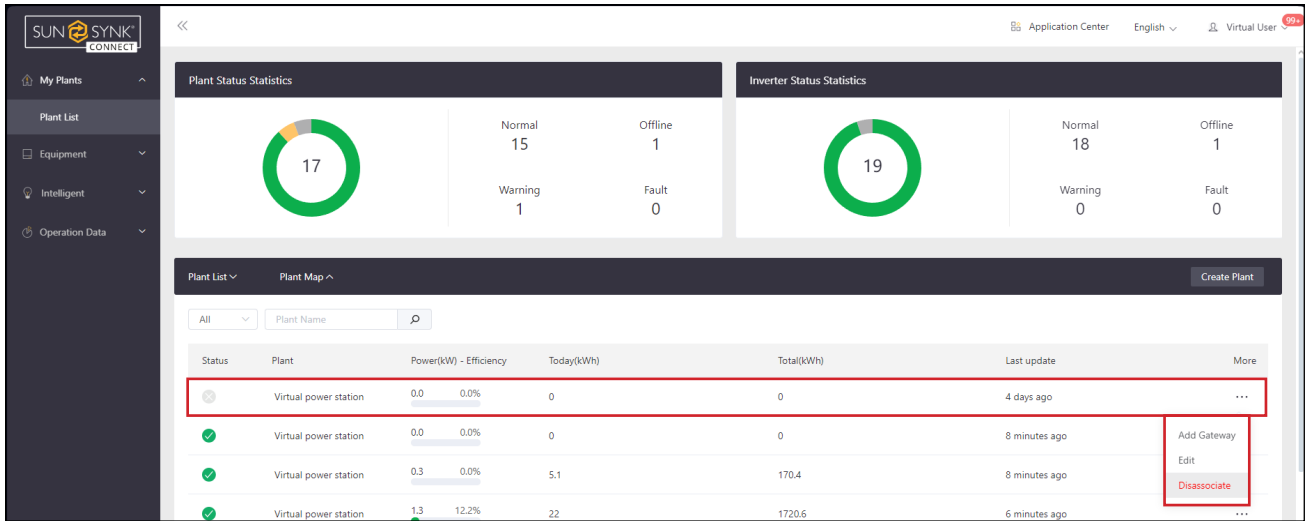 SUN SYNK®
CONNECT
Application Center English Virtual User 99+
My Plants
Plant List
Equipment
Intelligent
Operation Data
Plant Status Statistics
17
Normal Offline
15 1
Warning Fault
1 0
Inverter Status Statistics
19
Normal Offline
18 1
Warning Fault
0 0
Plant List Plant Map Create Plant
All Plant Name
Status Plant Power(kW) - Efficiency Today(kWh) Total(kWh) Last update More
Virtual power station 0.0 0.0% 0 0 4 days ago ...
Virtual power station 0.0 0.0% 0 0 8 minutes ago
Virtual power station 0.3 0.0% 5.1 170.4 8 minutes ago
Virtual power station 1.3 12.2% 22 1720.6 6 minutes ago ...
Add Gateway
Edit
Disassociate